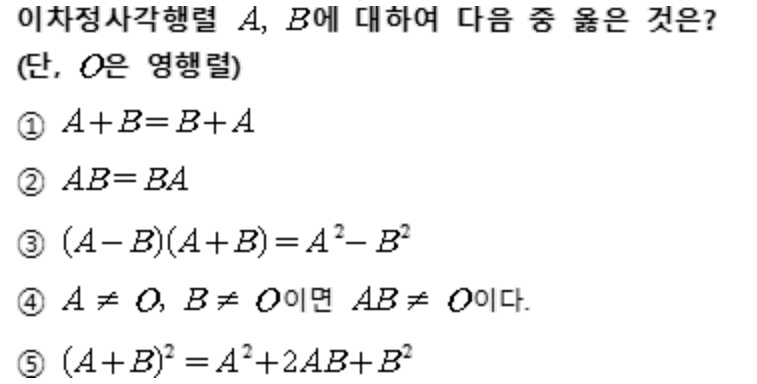 이차정사각행렬 A, B에 대하여 다음 중 옳은 것은?
(단, O은 영행렬)
① A+B=B+A
② AB=BA
③ (A-B)(A+B)=A²-B²
④ A ≠ O, B ≠ O이면 AB ≠ O이다.
⑤ (A+B)²=A²+2AB+B²